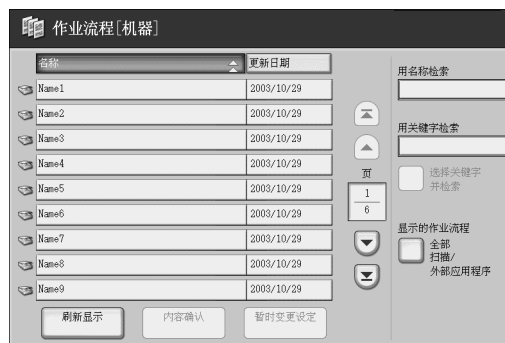 作业流程[机器]
名称 更新日期
Name1 2003/10/29
Name2 2003/10/29
Name3 2003/10/29
Name4 2003/10/29
Name5 2003/10/29
Name6 2003/10/29
Name7 2003/10/29
Name8 2003/10/29
Name9 2003/10/29
刷新显示 内容确认 暂时变更设定
页
1
6
用名称检索
用关键字检索
选择关键字
并检索
显示的作业流程
全部
扫描/
外部应用程序